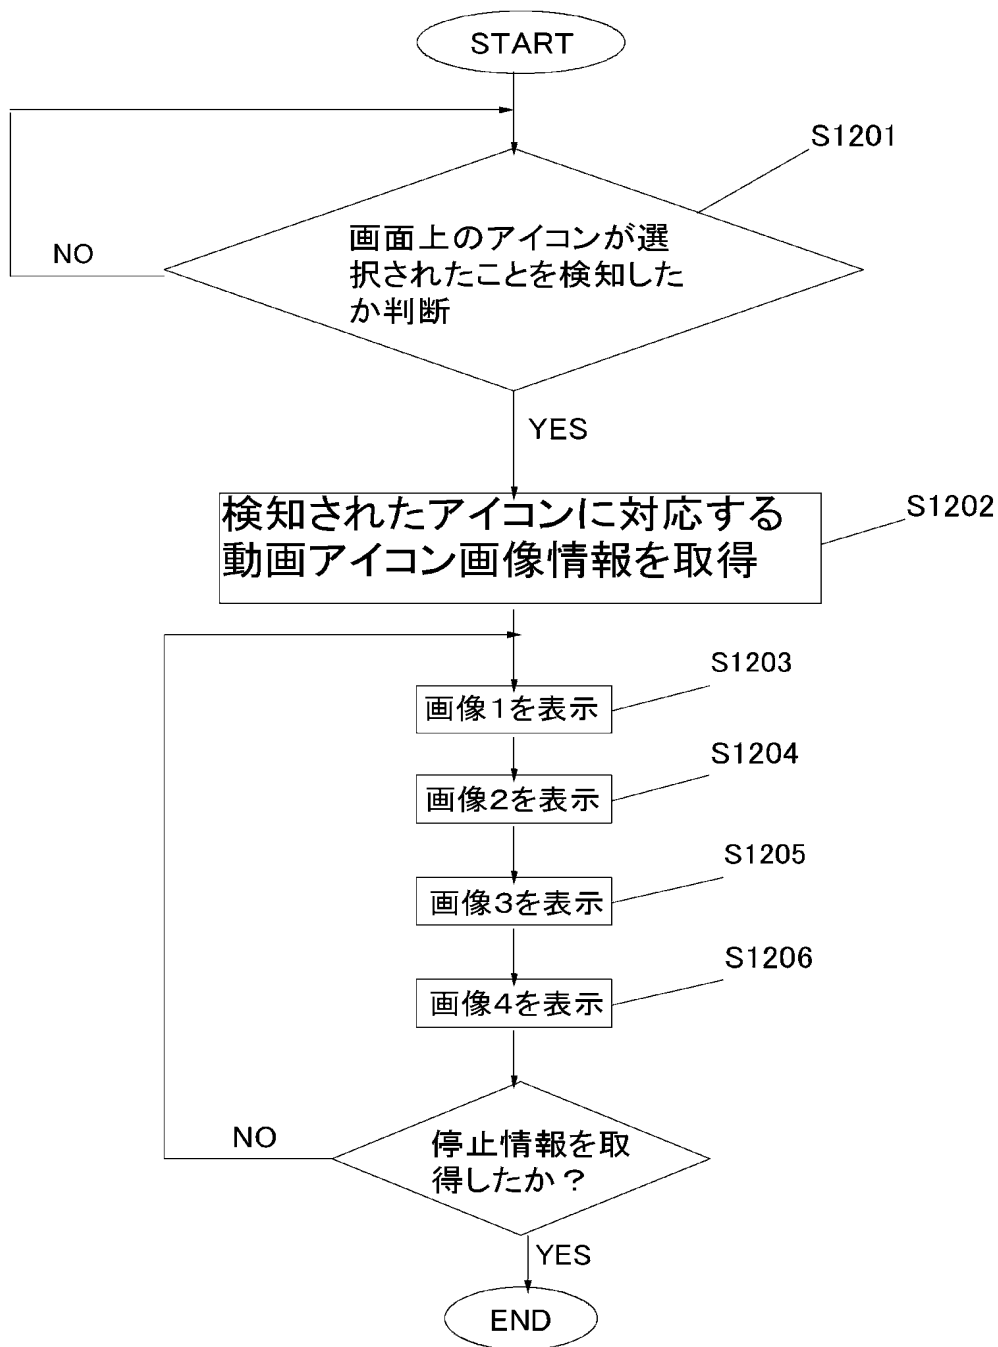 START
S1201
画面上のアイコンが選
択されたことを検知した
か判断
NO
YES
検知されたアイコンに対応する
動画アイコン画像情報を取得
S1202
画像1を表示
S1203
画像2を表示
S1204
画像3を表示
S1205
画像4を表示
S1206
停止情報を取
得したか？
NO
YES
END